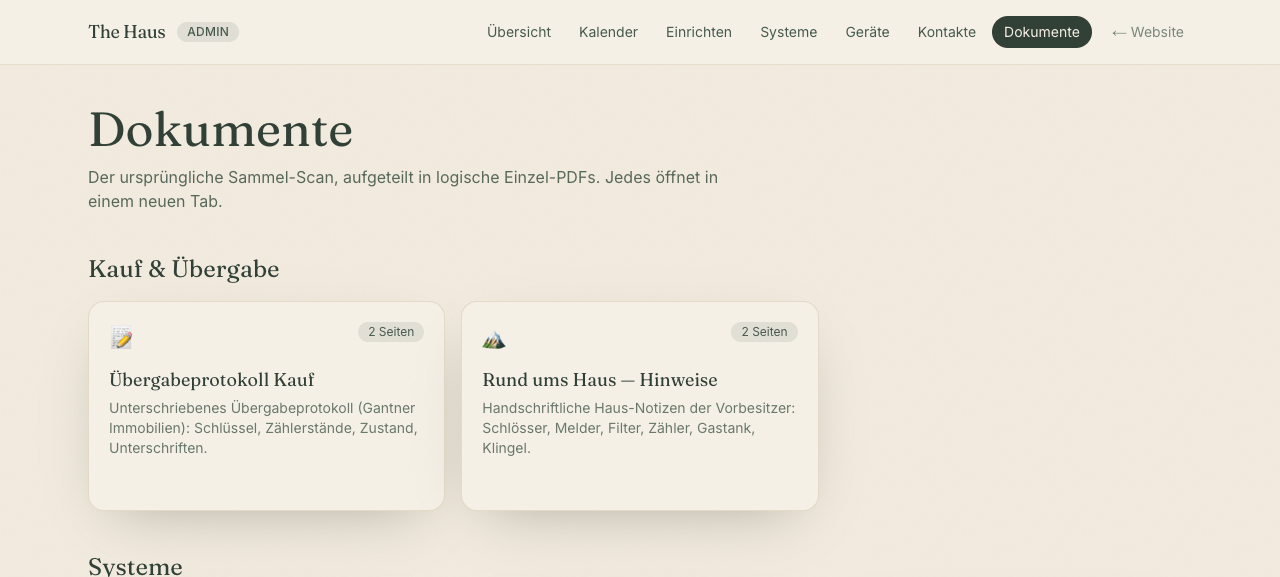 The Haus ADMIN Übersicht Kalender Einrichten Systeme Geräte Kontakte Dokumente ← Website
Dokumente
Der ursprüngliche Sammel-Scan, aufgeteilt in logische Einzel-PDFs. Jedes öffnet in
einem neuen Tab.
Kauf & Übergabe
2 Seiten
Übergabeprotokoll Kauf
Unterschriebenes Übergabeprotokoll (Gantner
Immobilien): Schlüssel, Zählerstände, Zustand,
Unterschriften.
2 Seiten
Rund ums Haus — Hinweise
Handschriftliche Haus-Notizen der Vorbesitzer:
Schlösser, Melder, Filter, Zähler, Gastank,
Klingel.
Systeme